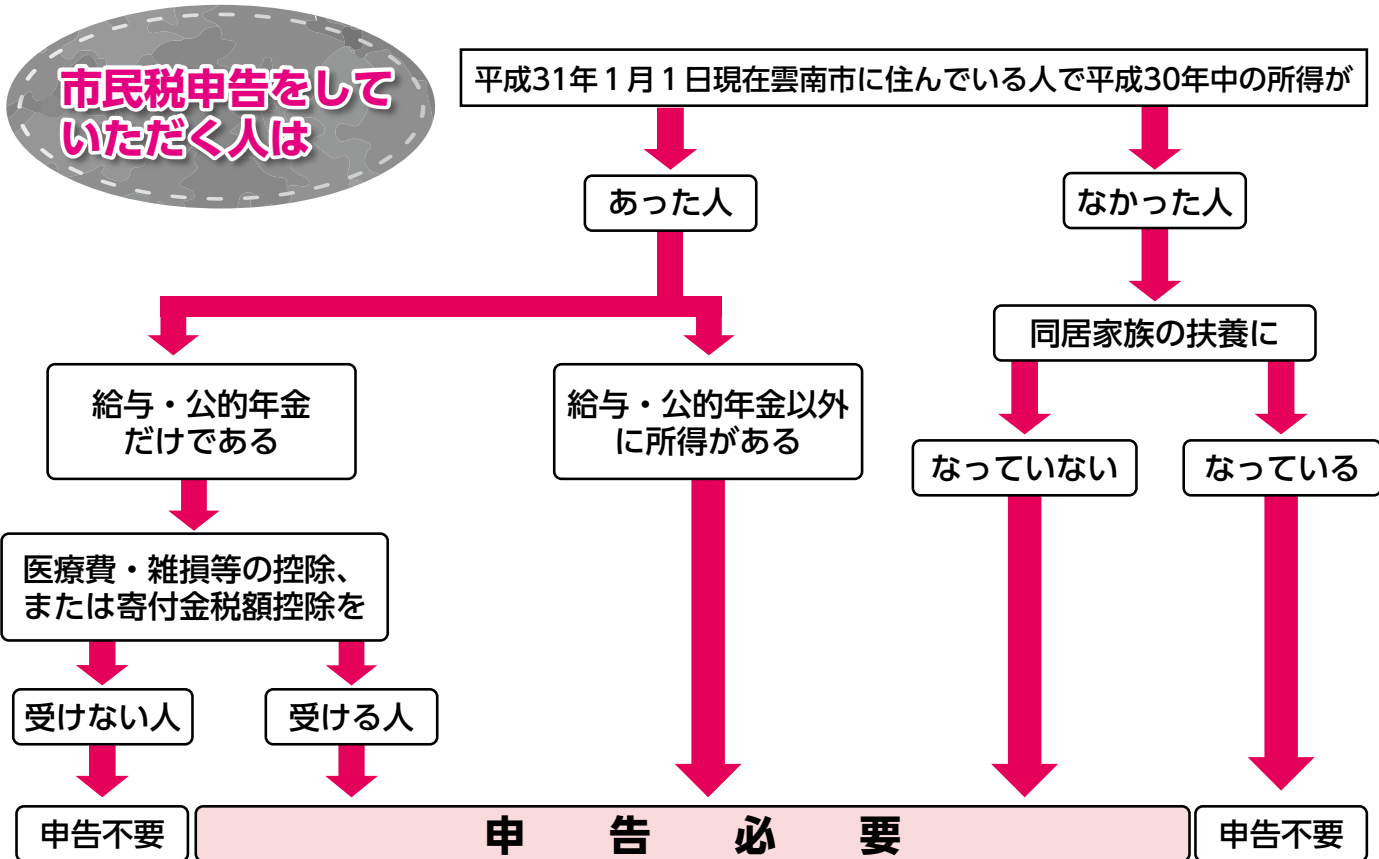 市民税申告をして
いただく人は
平成31年1月1日現在雲南市に住んでいる人で平成30年中の所得が
あった人
なかった人
同居家族の扶養に
給与・公的年金
だけである
給与・公的年金以外
に所得がある
なっていない
なっている
医療費・雑損等の控除、
または寄付金税額控除を
受けない人
受ける人
申告不要
申告必要
申告不要